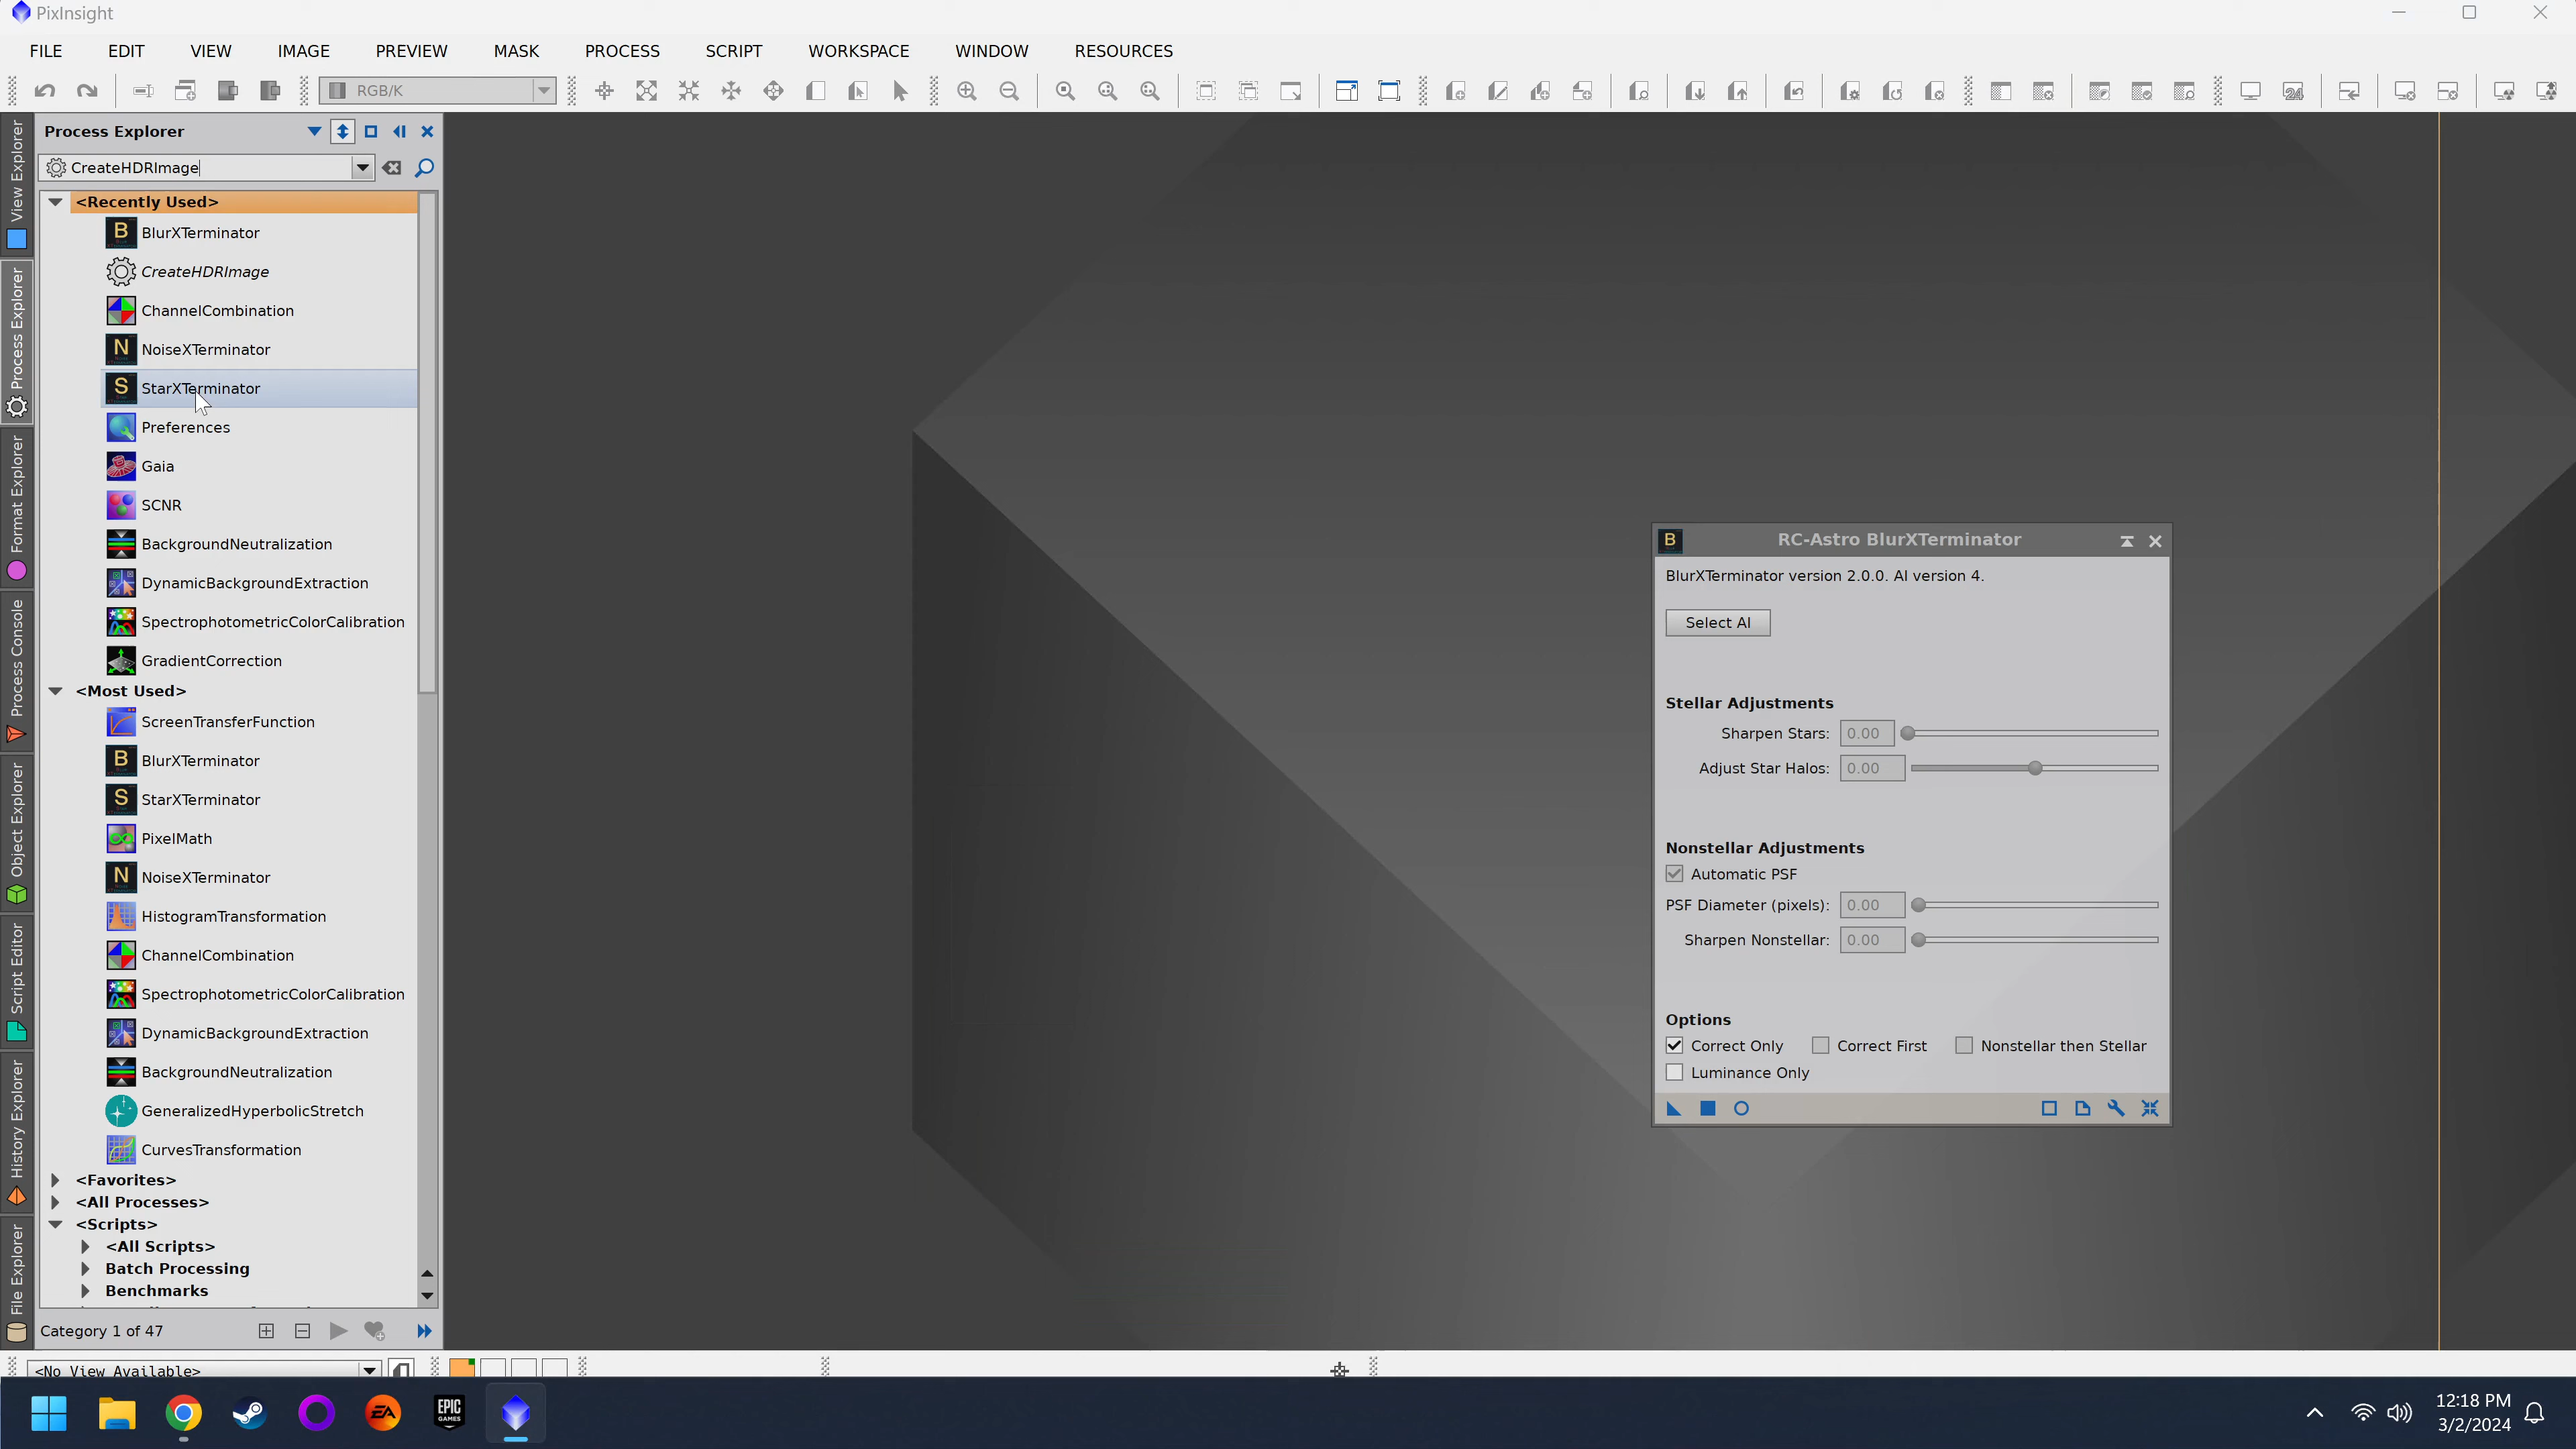 PixInsight
FILE EDIT VIEW IMAGE PREVIEW MASK PROCESS SCRIPT WORKSPACE WINDOW RESOURCES
RGB/K
24
Process Explorer
CreateHDRImage
<Recently Used>
BlurXTerminator
CreateHDRImage
ChannelCombination
NoiseXTerminator
StarXTerminator
Preferences
Gaia
SCNR
BackgroundNeutralization
DynamicBackgroundExtraction
SpectrophotometricColorCalibration
GradientCorrection
<Most Used>
ScreenTransferFunction
BlurXTerminator
StarXTerminator
PixelMath
NoiseXTerminator
HistogramTransformation
ChannelCombination
SpectrophotometricColorCalibration
DynamicBackgroundExtraction
BackgroundNeutralization
GeneralizedHyperbolicStretch
CurvesTransformation
<Favorites>
<All Processes>
<Scripts>
<All Scripts>
Batch Processing
Benchmarks
Category 1 of 47
<No View Available>
View Explorer
Process Explorer
Format Explorer
Process Console
Object Explorer
Script Editor
History Explorer
File Explorer
B
RC-Astro BlurXTerminator
BlurXTerminator version 2.0.0. AI version 4.
Select AI
Stellar Adjustments
Sharpen Stars: 0.00
Adjust Star Halos: 0.00
Nonstellar Adjustments
Automatic PSF
PSF Diameter (pixels): 0.00
Sharpen Nonstellar: 0.00
Options
Correct Only Correct First Nonstellar then Stellar
Luminance Only
EA
EPIC
GAMES
12:18 PM
3/2/2024